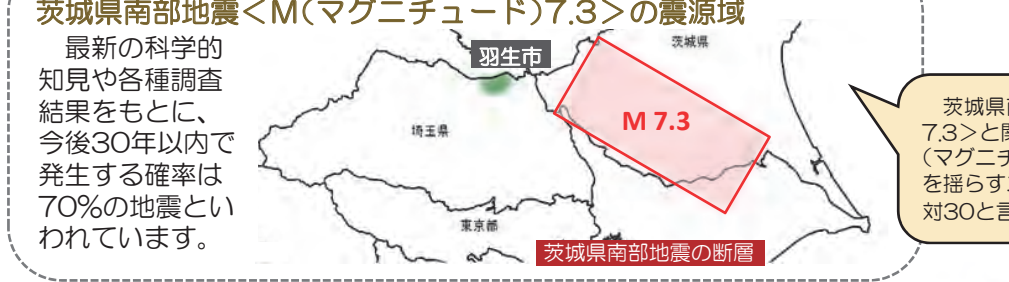 茨城県南部地震<M(マグニチュード)7.3>の震源域
最新の科学的
知見や各種調査
結果をもとに、
今後30年以内で
発生する確率は
70%の地震とい
われています。
羽生市
茨城県
埼玉県
M 7.3
東京都
茨城県南部地震の断層
茨城県
7.3>と
(マグニチ
を揺らす
対30と言